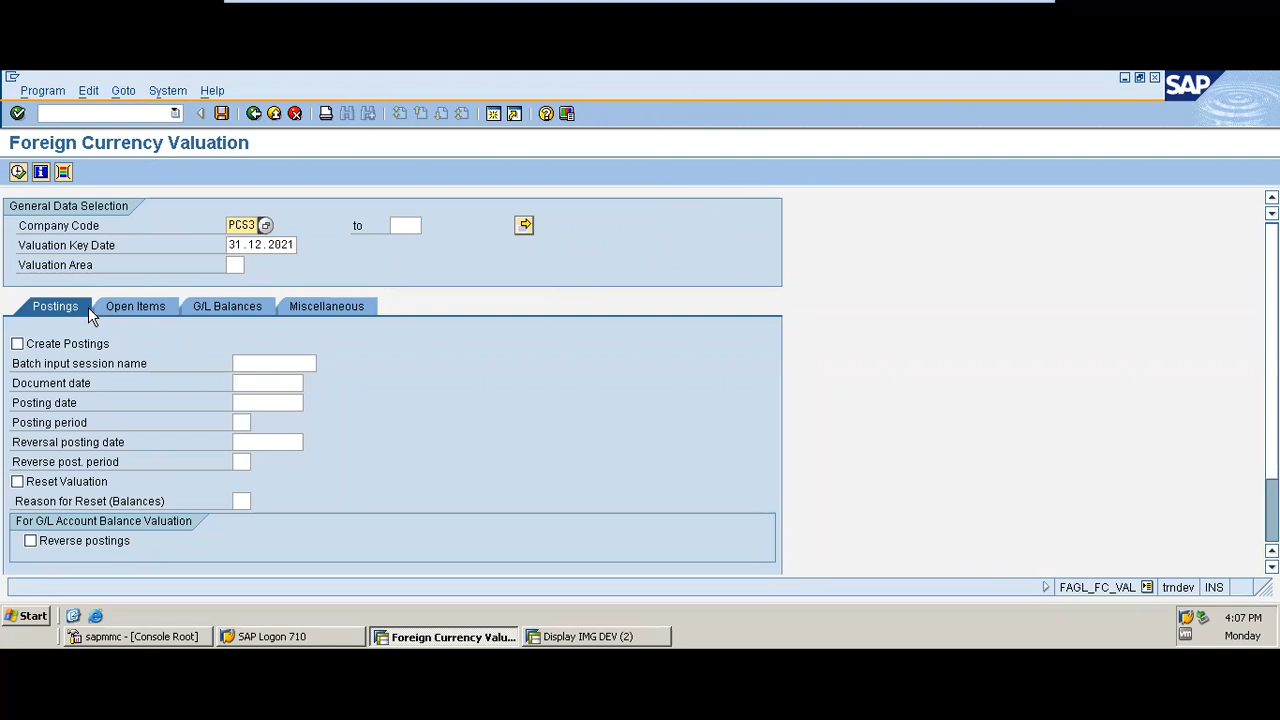 Program Edit Goto System Help
SAP
Foreign Currency Valuation
General Data Selection
Company Code PCS3 to
Valuation Key Date 31.12.2021
Valuation Area
Postings Open Items G/L Balances Miscellaneous
Create Postings
Batch input session name
Document date
Posting date
Posting period
Reversal posting date
Reverse post. period
Reset Valuation
Reason for Reset (Balances)
For G/L Account Balance Valuation
Reverse postings
FAGL_FC_VAL trndev INS
Start 4:07 PM
sapmmc - [Console Root] SAP Logon 710 Foreign Currency Valu... Display IMG DEV (2) Monday